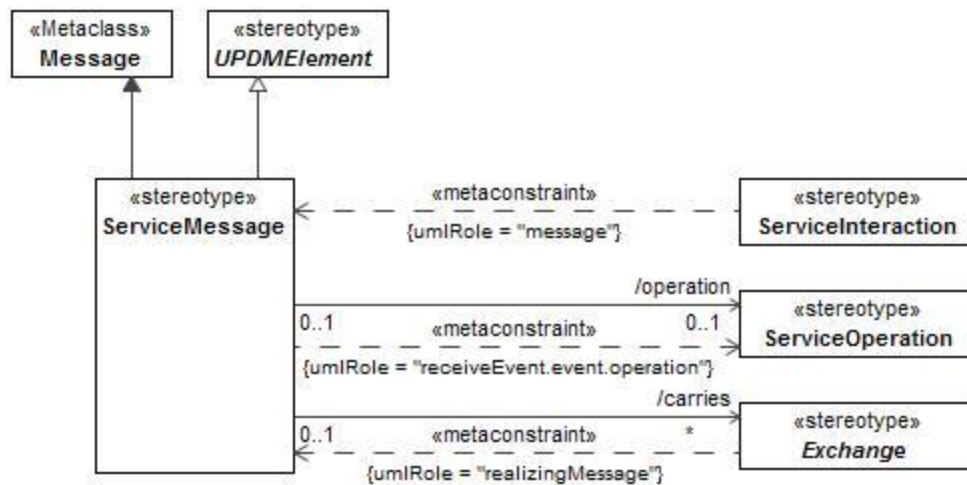 «Metaclass»
Message
«stereotype»
UPDMElement
«stereotype»
ServiceMessage
«metaconstraint»
{umlRole = "message"}
«stereotype»
ServiceInteraction
/operation
0..1
«metaconstraint»
0..1
{umlRole = "receiveEvent.event.operation"}
«stereotype»
ServiceOperation
/carries
0..1
«metaconstraint»
*
{umlRole = "realizingMessage"}
«stereotype»
Exchange